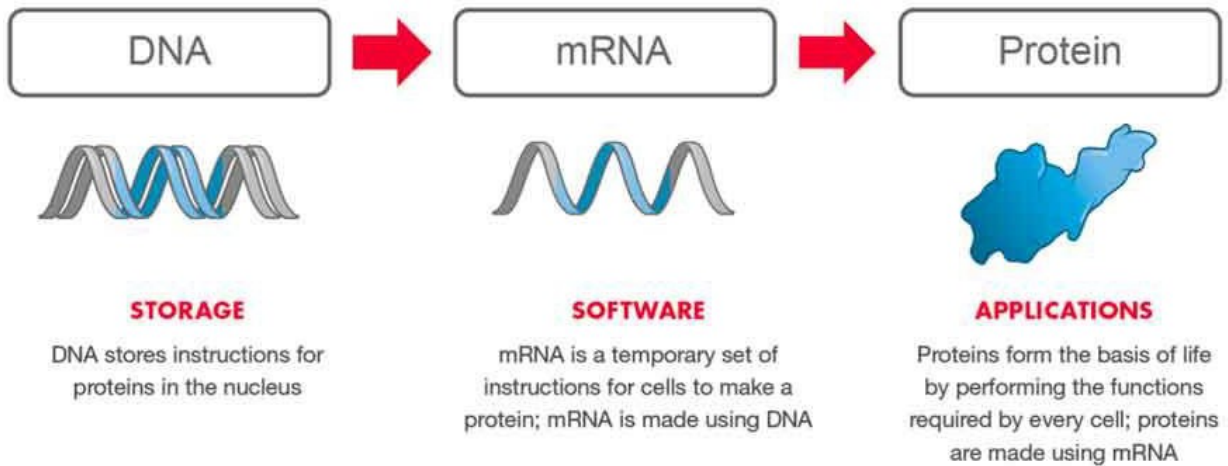 DNA
mRNA
Protein
STORAGE
DNA stores instructions for
proteins in the nucleus
SOFTWARE
mRNA is a temporary set of
instructions for cells to make a
protein; mRNA is made using DNA
APPLICATIONS
Proteins form the basis of life
by performing the functions
required by every cell; proteins
are made using mRNA